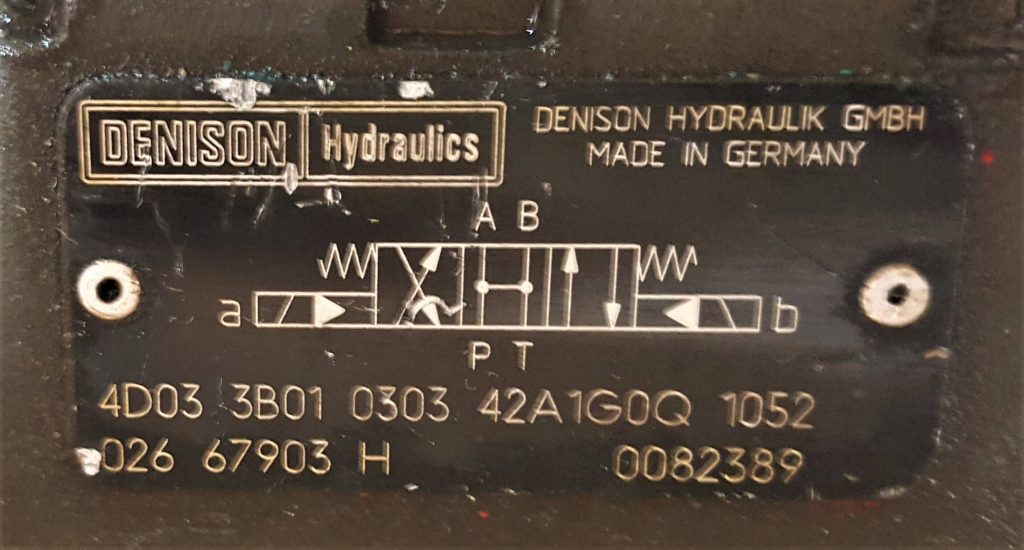 DENISON Hydraulics
DENISON HYDRAULIK GMBH
MADE IN GERMANY
A B
a b
P T
4D03 3B01 0303 42A1G0Q 1052
026 67903 H 0082389